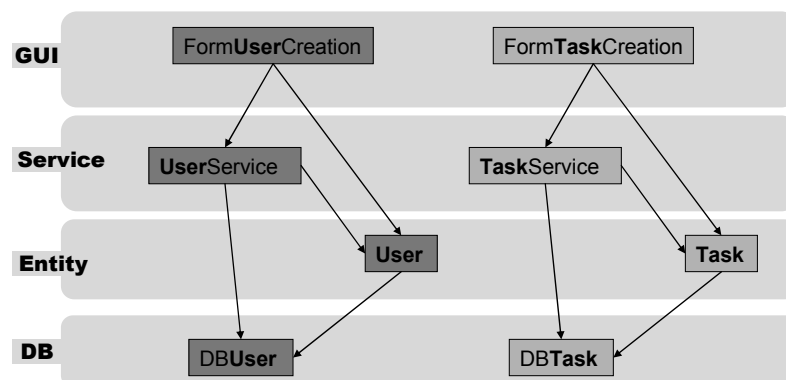 GUI
FormUserCreation
FormTaskCreation
Service
UserService
TaskService
Entity
User
Task
DB
DBUser
DBTask